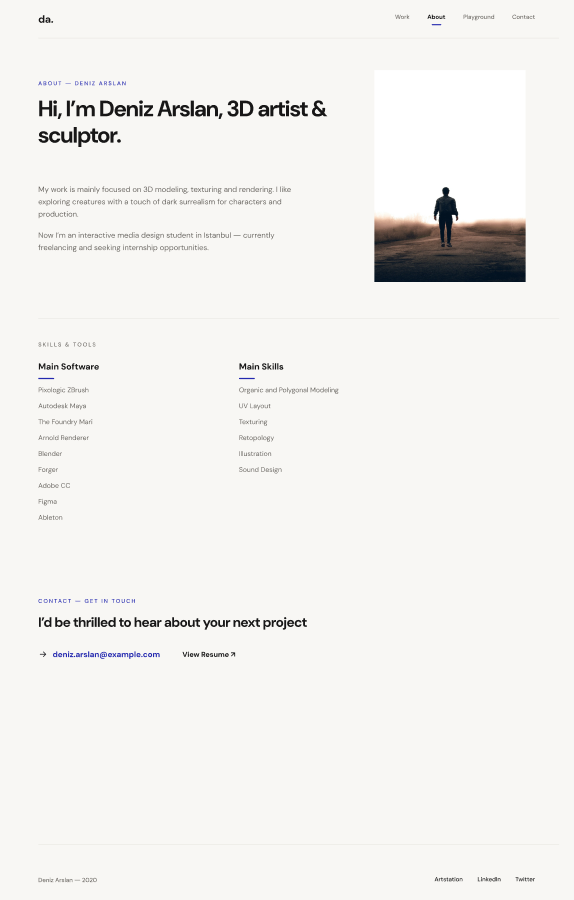 da.
Work About Playground Contact
ABOUT — DENIZ ARSLAN
Hi, I’m Deniz Arslan, 3D artist &
sculptor.
My work is mainly focused on 3D modeling, texturing and rendering. I like
exploring creatures with a touch of dark surrealism for characters and
production.
Now I’m an interactive media design student in Istanbul — currently
freelancing and seeking internship opportunities.
SKILLS & TOOLS
Main Software
Pixologic ZBrush
Autodesk Maya
The Foundry Mari
Arnold Renderer
Blender
Forger
Adobe CC
Figma
Ableton
Main Skills
Organic and Polygonal Modeling
UV Layout
Texturing
Retopology
Illustration
Sound Design
CONTACT — GET IN TOUCH
I’d be thrilled to hear about your next project
→ deniz.arslan@example.com View Resume ↗
Deniz Arslan — 2020
Artstation LinkedIn Twitter